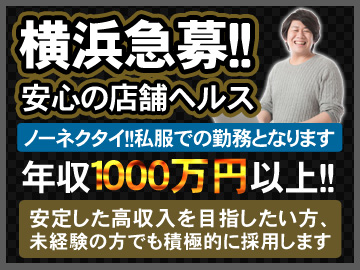 横浜急募!!
安心の店舗ヘルス
ノーネクタイ!!私服での勤務となります
年収1000万円以上!!
安定した高収入を目指したい方、
未経験の方でも積極的に採用します